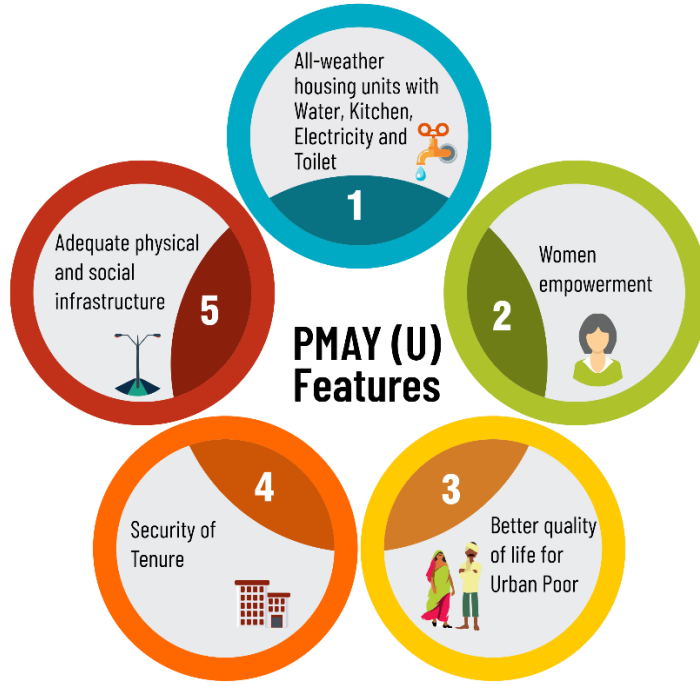 All-weather
housing units with
Water, Kitchen,
Electricity and
Toilet
1
Women
empowerment
2
Better quality
of life for
Urban Poor
3
Security of
Tenure
4
Adequate physical
and social
infrastructure
5
PMAY (U)
Features